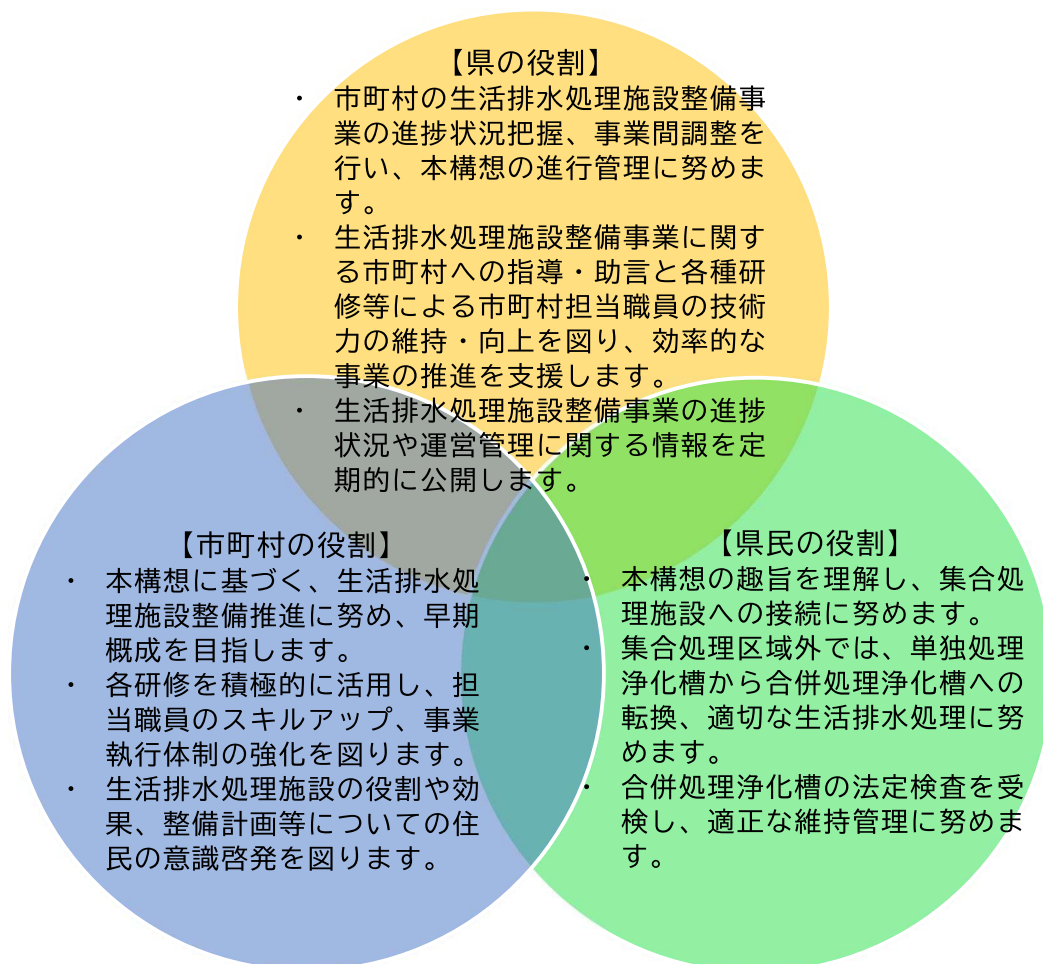 【県の役割】
・ 市町村の生活排水処理施設整備事
業の進捗状況把握、事業間調整を
行い、本構想の進行管理に努めま
す。
・ 生活排水処理施設整備事業に関す
る市町村への指導・助言と各種研
修等による市町村担当職員の技術
力の維持・向上を図り、効率的な
事業の推進を支援します。
・ 生活排水処理施設整備事業の進捗
状況や運営管理に関する情報を定
期的に公開します。
【市町村の役割】
・ 本構想に基づく、生活排水処
理施設整備推進に努め、早期
概成を目指します。
・ 各研修を積極的に活用し、担
当職員のスキルアップ、事業
執行体制の強化を図ります。
・ 生活排水処理施設の役割や効
果、整備計画等についての住
民の意識啓発を図ります。
【県民の役割】
・ 本構想の趣旨を理解し、集合処
理施設への接続に努めます。
・ 集合処理区域外では、単独処理
浄化槽から合併処理浄化槽への
転換、適切な生活排水処理に努
めます。
・ 合併処理浄化槽の法定検査を受
検し、適正な維持管理に努めま
す。